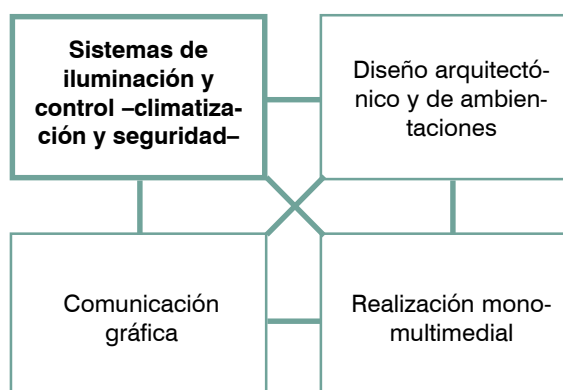 Sistemas de
iluminación y
control –climatiza-
ción y seguridad–
Diseño arquitectó-
nico y de ambien-
taciones
Comunicación
gráfica
Realización mono-
multimedial